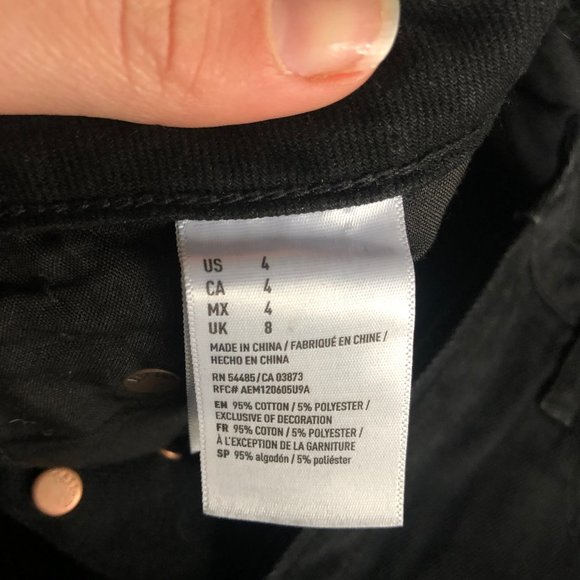 US 4
CA 4
MX 4
UK 8
MADE IN CHINA / FABRIQUÉ EN CHINE /
HECHO EN CHINA
RN 54485/CA 03873
RFC# AEM120605U9A
EN 95% COTTON / 5% POLYESTER /
EXCLUSIVE OF DECORATION
FR 95% COTON / 5% POLYESTER /
À L'EXCEPTION DE LA GARNITURE
SP 95% algodón / 5% poliéster